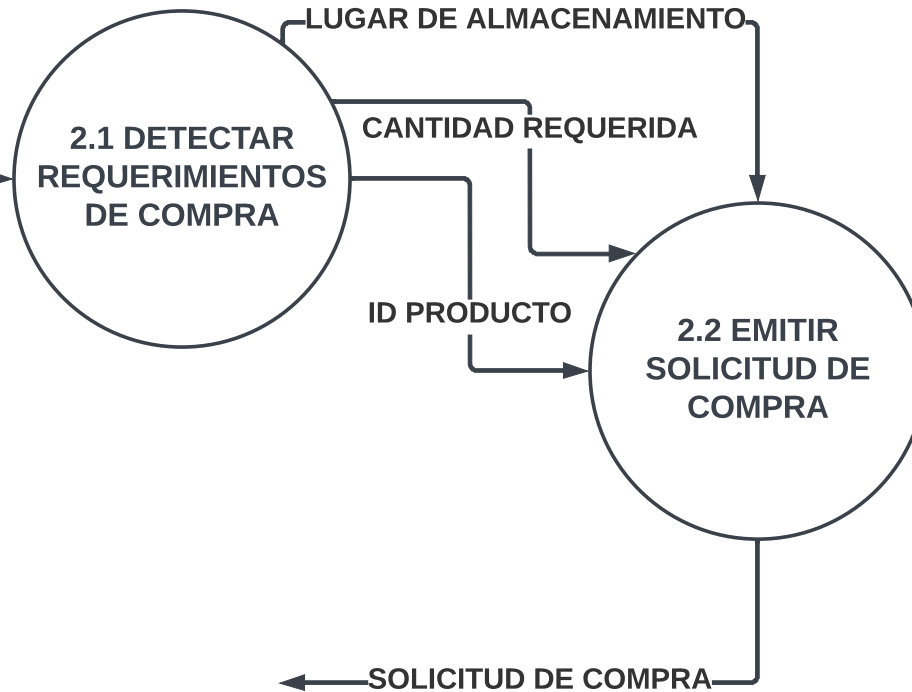 LUGAR DE ALMACENAMIENTO
CANTIDAD REQUERIDA
2.1 DETECTAR
REQUERIMIENTOS
DE COMPRA
ID PRODUCTO
2.2 EMITIR
SOLICITUD DE
COMPRA
SOLICITUD DE COMPRA